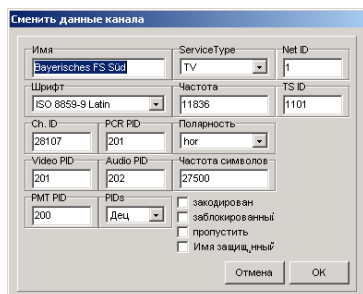 Сменить данные канала
Имя ServiceType Net ID
Bayerisches FS Süd TV 1
Шрифт Частота TS ID
ISO 8859-9 Latin 11836 1101
Ch. ID PCR PID Полярность
28107 201 hor
Video PID Audio PID Частота символов
201 202 27500
PMT PID PIDs
200 Дец
закодирован
заблокированный
пропустить
Имя защищ_нный
Отмена OK